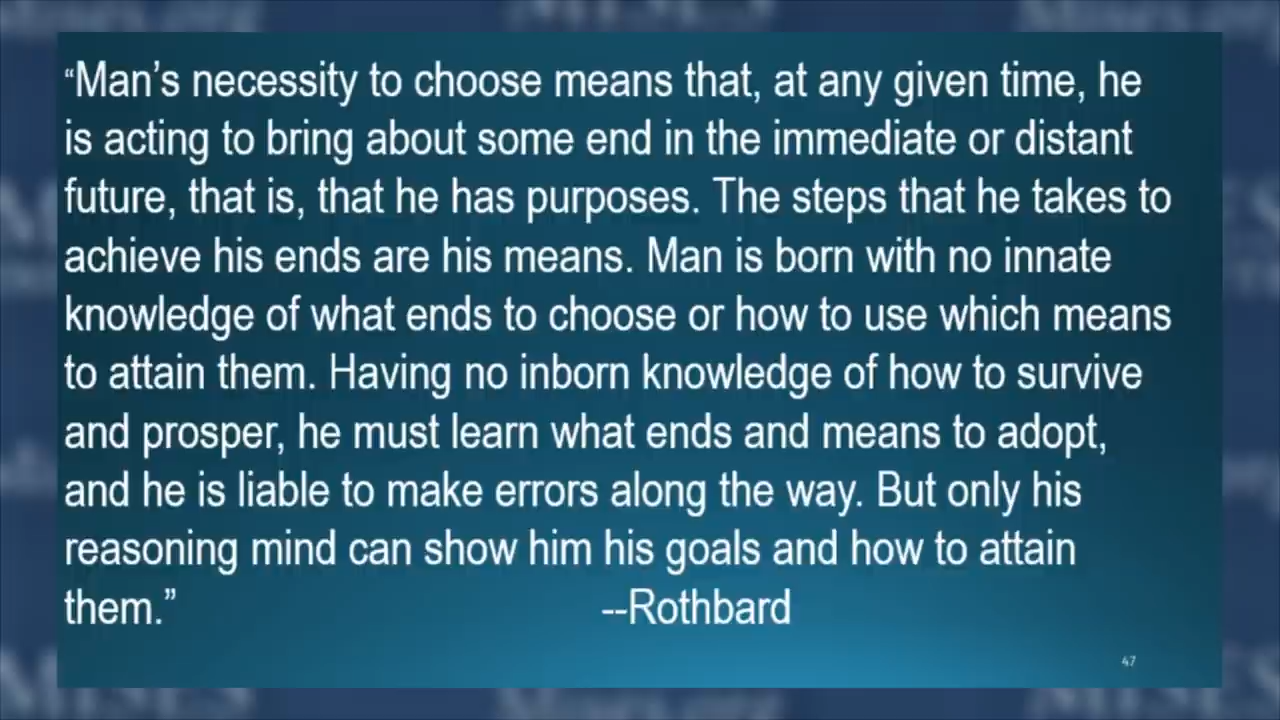 “Man’s necessity to choose means that, at any given time, he
is acting to bring about some end in the immediate or distant
future, that is, that he has purposes. The steps that he takes to
achieve his ends are his means. Man is born with no innate
knowledge of what ends to choose or how to use which means
to attain them. Having no inborn knowledge of how to survive
and prosper, he must learn what ends and means to adopt,
and he is liable to make errors along the way. But only his
reasoning mind can show him his goals and how to attain
them.” --Rothbard
47